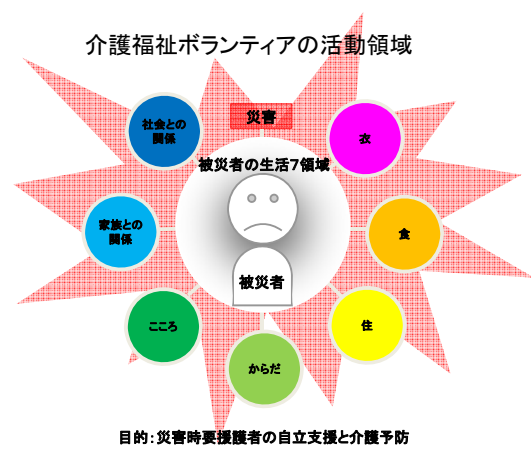 介護福祉ボランティアの活動領域
災害
社会との
関係
衣
被災者の生活7領域
家族との
関係
食
被災者
こころ
住
からだ
目的：災害時要援護者の自立支援と介護予防